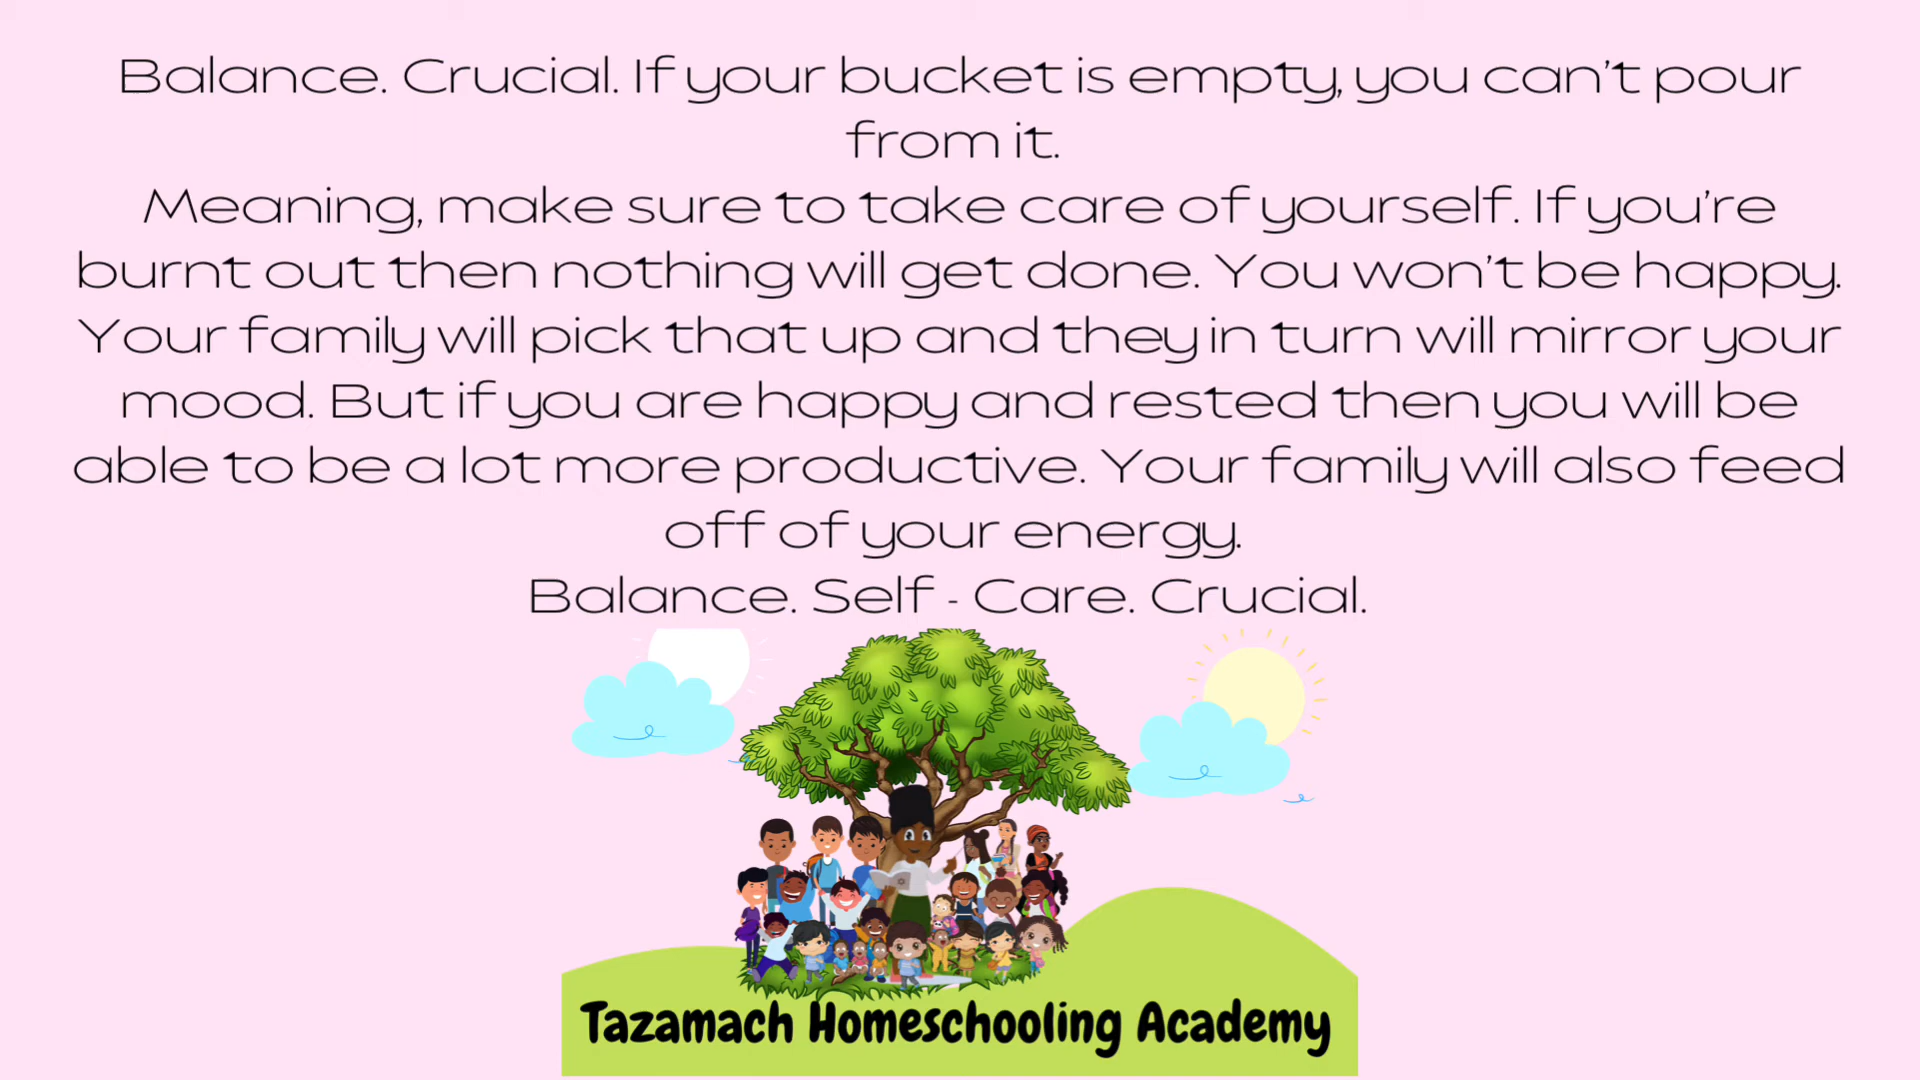 Balance. Crucial. If your bucket is empty, you can't pour
from it.
Meaning, make sure to take care of yourself. If you're
burnt out then nothing will get done. You won't be happy.
Your family will pick that up and they in turn will mirror your
mood. But if you are happy and rested then you will be
able to be a lot more productive. Your family will also feed
off of your energy.
Balance. Self - Care. Crucial.
Tazamach Homeschooling Academy